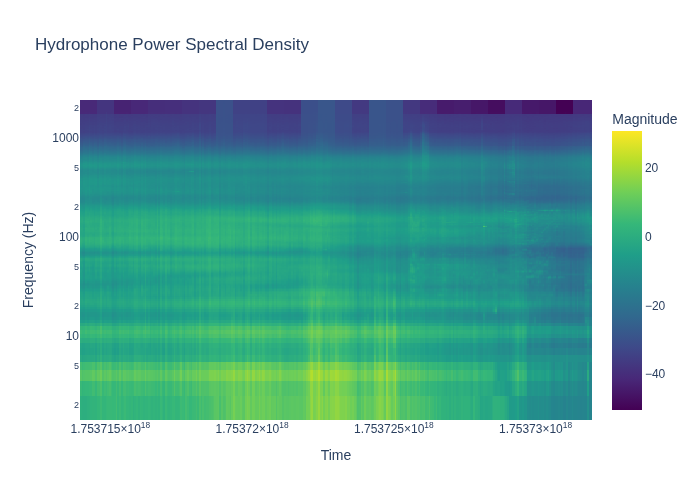 Hydrophone Power Spectral Density
Magnitude
2
1000
5
2
100
5
2
10
5
2
Frequency (Hz)
20
0
−20
−40
1.753715×10¹⁸ 1.75372×10¹⁸ 1.753725×10¹⁸ 1.75373×10¹⁸
Time